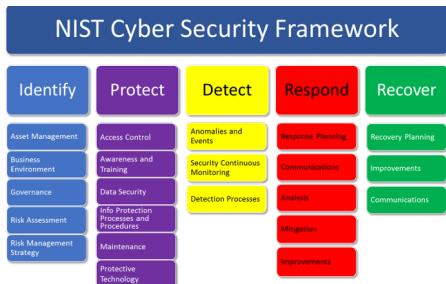 NIST Cyber Security Framework
Identify
Asset Management
Business
Environment
Governance
Risk Assessment
Risk Management
Strategy
Protect
Access Control
Awareness and
Training
Data Security
Info Protection
Processes and
Procedures
Maintenance
Protective
Technology
Detect
Anomalies and
Events
Security Continuous
Monitoring
Detection Processes
Respond
Response Planning
Communications
Analysis
Mitigation
Improvements
Recover
Recovery Planning
Improvements
Communications